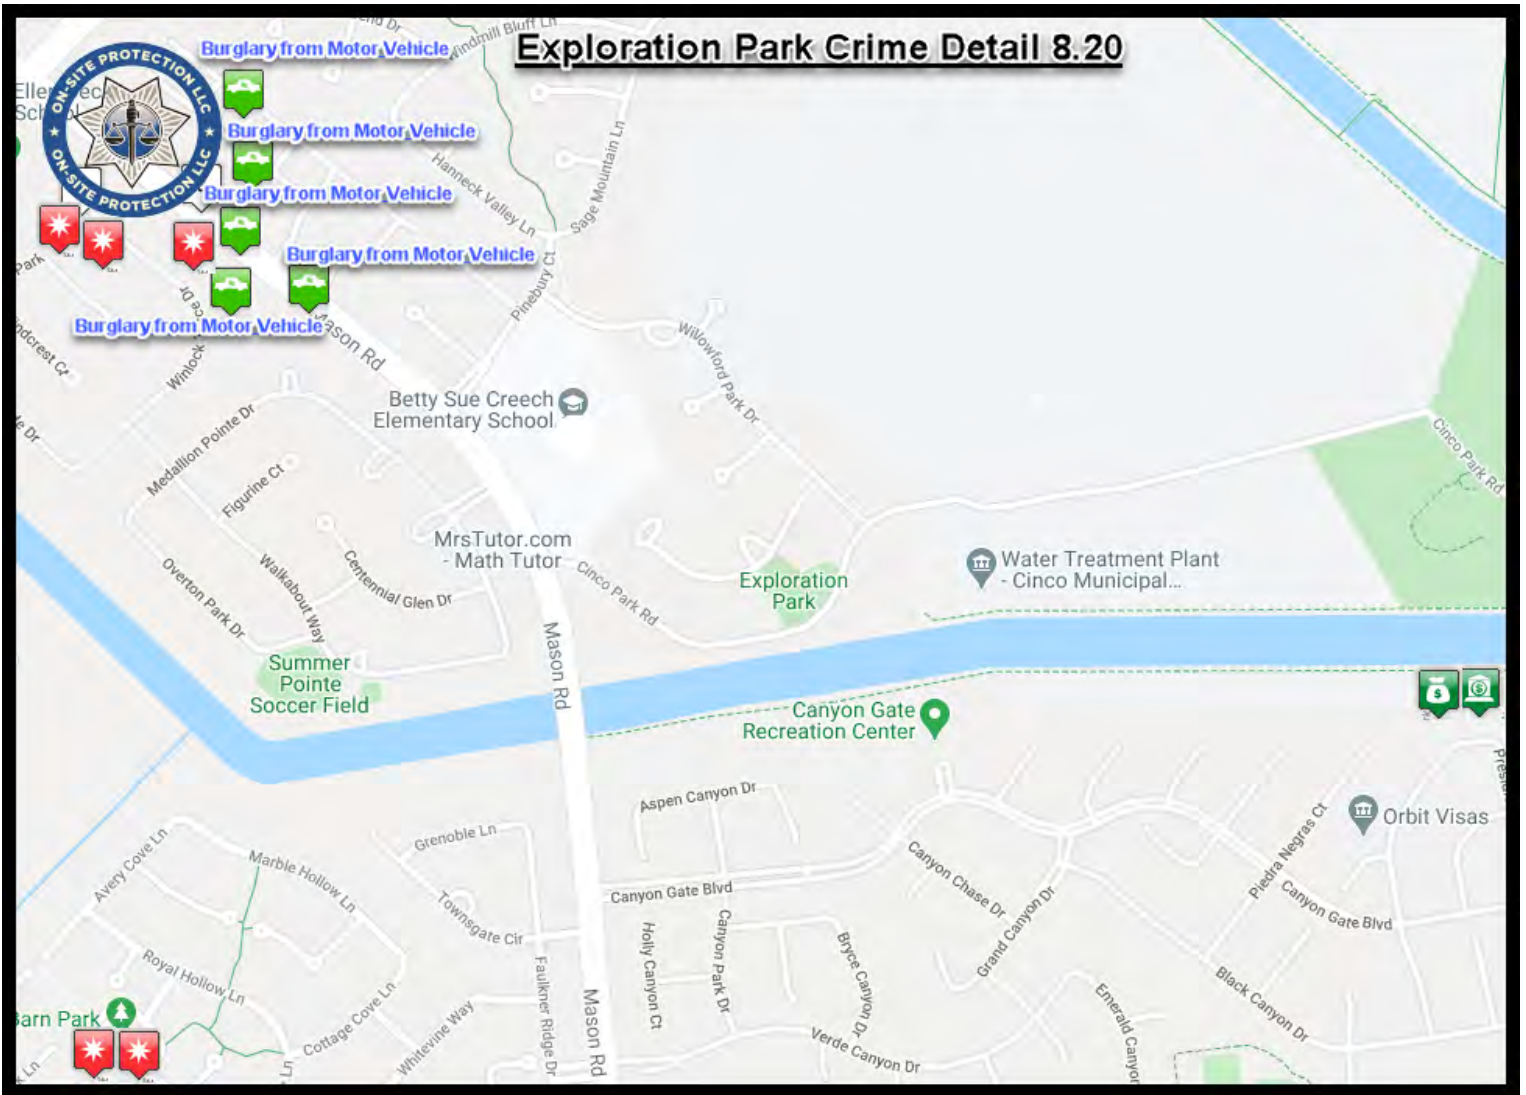 Exploration Park Crime Detail 8.20
Burglary from Motor Vehicle
Windmill Bluff Ln
ON-SITE PROTECTION LLC
ON-SITE PROTECTION LLC
Burglary from Motor Vehicle
Burglary from Motor Vehicle
Burglary from Motor Vehicle
Burglary from Motor Vehicle
Hanneck Valley Ln
Sage Mountain Ln
Pinebury Ct
Park
Mason Rd
Willowford Park Dr
Betty Sue Creech
Elementary School
Medallion Pointe Dr
Figurine Ct
MrsTutor.com
- Math Tutor
Cinco Park Rd
Water Treatment Plant
- Cinco Municipal...
Exploration
Park
Cinco Park Rd
Overton Park Dr
Walkabout Way
Centennial Glen Dr
Mason Rd
Summer
Pointe
Soccer Field
Canyon Gate
Recreation Center
Aspen Canyon Dr
Orbit Visas
Grenoble Ln
Avery Cove Ln
Marble Hollow Ln
Townsgate Cir
Canyon Gate Blvd
Canyon Chase Dr
Piedra Negras Ct
Canyon Gate Blvd
Holly Canyon Ct
Canyon Park Dr
Bryce Canyon Dr
Grand Canyon Dr
Royal Hollow Ln
Faulkner Ridge Dr
Mason Rd
Black Canyon Dr
Emerald Canyon
Barn Park
Cottage Cove Ln
Whitevine Way
Verde Canyon Dr
Ln
Ln